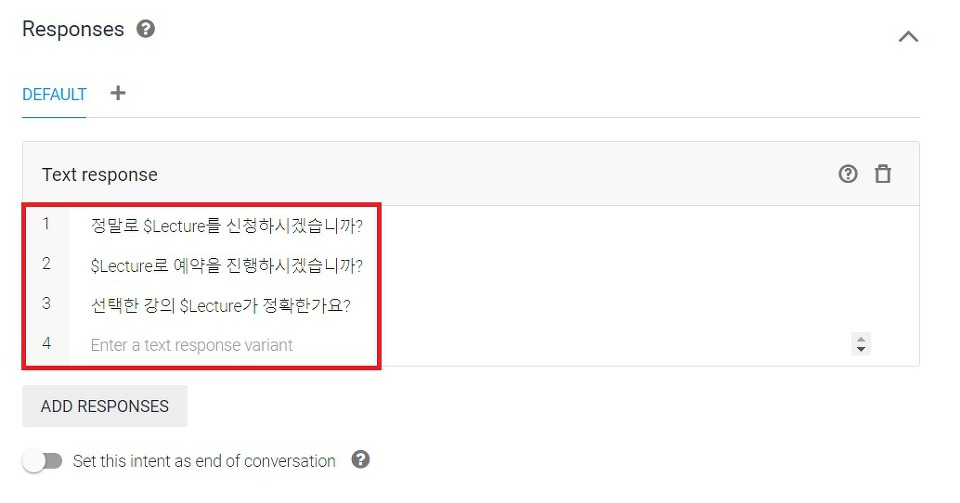 Responses
DEFAULT +
Text response
1 정말로 $Lecture를 신청하시겠습니까?
2 $Lecture로 예약을 진행하시겠습니까?
3 선택한 강의 $Lecture가 정확한가요?
4 Enter a text response variant
ADD RESPONSES
Set this intent as end of conversation